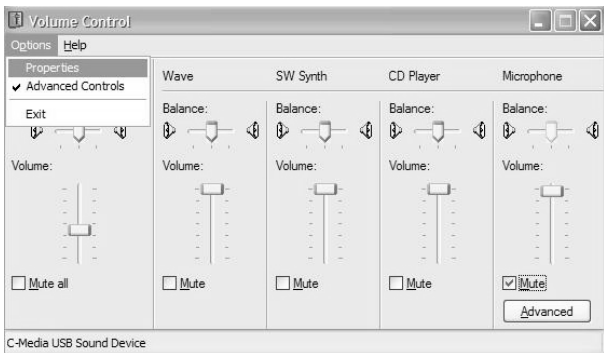 Volume Control
Options Help
Properties
Advanced Controls
Exit
Wave SW Synth CD Player Microphone
Balance: Balance: Balance: Balance:
Volume: Volume: Volume: Volume: Volume:
Mute all Mute Mute Mute Mute
Advanced
C-Media USB Sound Device